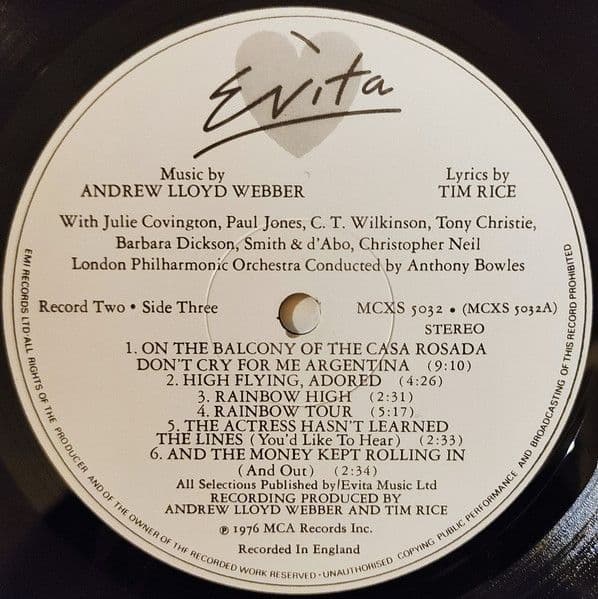 Evita
Music by
ANDREW LLOYD WEBBER
Lyrics by
TIM RICE
With Julie Covington, Paul Jones, C. T. Wilkinson, Tony Christie,
Barbara Dickson, Smith & d'Abo, Christopher Neil
London Philharmonic Orchestra Conducted by Anthony Bowles
Record Two • Side Three
MCXS 5032 • (MCXS 5032A)
STEREO
1. ON THE BALCONY OF THE CASA ROSADA
DON'T CRY FOR ME ARGENTINA (9:10)
2. HIGH FLYING, ADORED (4:26)
3. RAINBOW HIGH (2:31)
4. RAINBOW TOUR (5:17)
5. THE ACTRESS HASN'T LEARNED
THE LINES (You'd Like To Hear) (2:33)
6. AND THE MONEY KEPT ROLLING IN
(And Out) (2:34)
All Selections Published by/Evita Music Ltd
RECORDING PRODUCED BY
ANDREW LLOYD WEBBER AND TIM RICE
℗ 1976 MCA Records Inc.
Recorded In England
EMI RECORDS LTD ALL RIGHTS OF THE PRODUCER AND OF THE OWNER OF THE RECORDED WORK RESERVED • UNAUTHORISED COPYING PUBLIC PERFORMANCE AND BROADCASTING OF THIS RECORD PROHIBITED